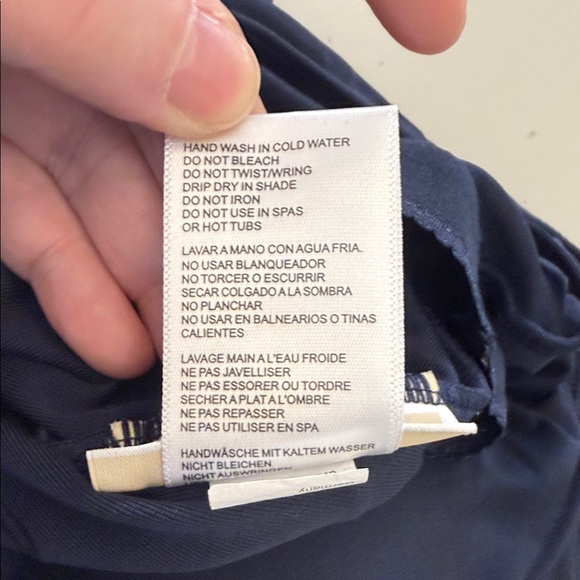 HAND WASH IN COLD WATER
DO NOT BLEACH
DO NOT TWIST/WRING
DRIP DRY IN SHADE
DO NOT IRON
DO NOT USE IN SPAS
OR HOT TUBS
LAVAR A MANO CON AGUA FRIA.
NO USAR BLANQUEADOR
NO TORCER O ESCURRIR
SECAR COLGADO A LA SOMBRA
NO PLANCHAR
NO USAR EN BALNEARIOS O TINAS
CALIENTES
LAVAGE MAIN A L'EAU FROIDE
NE PAS JAVELLISER
NE PAS ESSORER OU TORDRE
SECHER A PLAT A L'OMBRE
NE PAS REPASSER
NE PAS UTILISER EN SPA
HANDWÄSCHE MIT KALTEM WASSER
NICHT BLEICHEN
NICHT AUSWRINGEN